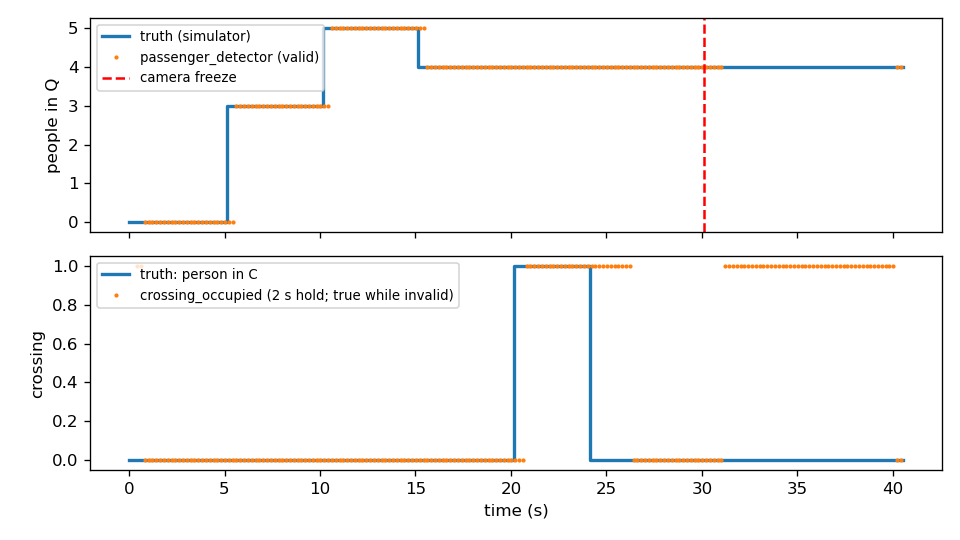 5
4
3
2
1
0
people in Q
truth (simulator)
passenger_detector (valid)
camera freeze
1.0
0.8
0.6
0.4
0.2
0.0
crossing
truth: person in C
crossing_occupied (2 s hold; true while invalid)
0 5 10 15 20 25 30 35 40
time (s)